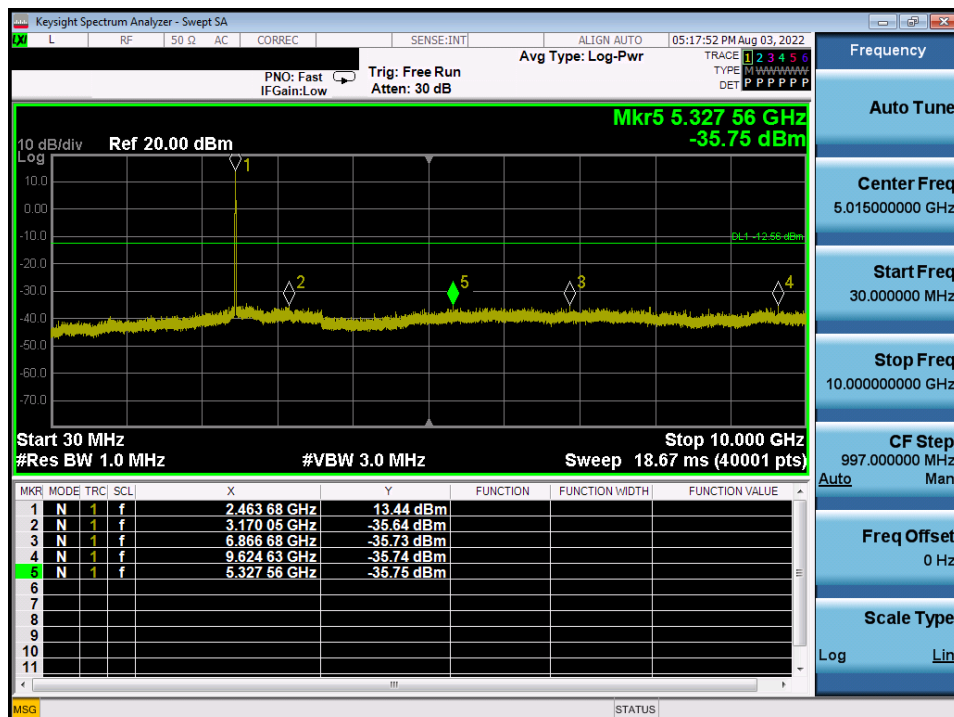 Keysight Spectrum Analyzer - Swept SA
LXI L RF 50 Ω AC CORREC SENSE:INT ALIGN AUTO 05:17:52 PM Aug 03, 2022
PNO: Fast
IFGain:Low
Trig: Free Run
Atten: 30 dB
Avg Type: Log-Pwr
TRACE 1 2 3 4 5 6
TYPE M W W W W W
DET P P P P P P
Mkr5 5.327 56 GHz
-35.75 dBm
10 dB/div Ref 20.00 dBm
Log
10.0
0.00
-10.0
-20.0
-30.0
-40.0
-50.0
-60.0
-70.0
1
2
5
3
4
DL1 -12.56 dBm
Start 30 MHz Stop 10.000 GHz
#Res BW 1.0 MHz #VBW 3.0 MHz Sweep 18.67 ms (40001 pts)
MKR MODE TRC SCL X Y FUNCTION FUNCTION WIDTH FUNCTION VALUE
1 N 1 f 2.463 68 GHz 13.44 dBm
2 N 1 f 3.170 05 GHz -35.64 dBm
3 N 1 f 6.866 68 GHz -35.73 dBm
4 N 1 f 9.624 63 GHz -35.74 dBm
5 N 1 f 5.327 56 GHz -35.75 dBm
6
7
8
9
10
11
MSG STATUS
Frequency
Auto Tune
Center Freq
5.015000000 GHz
Start Freq
30.000000 MHz
Stop Freq
10.000000000 GHz
CF Step
997.000000 MHz
Auto Man
Freq Offset
0 Hz
Scale Type
Log Lin